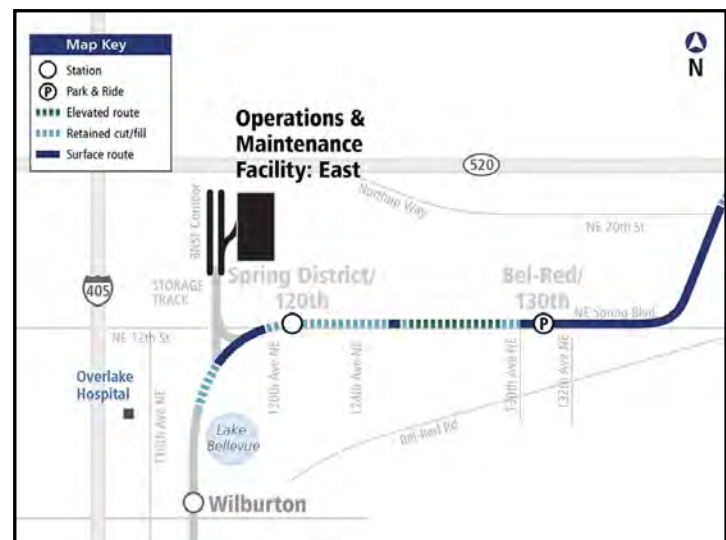 Map Key
Station
P Park & Ride
Elevated route
Retained cut/fill
Surface route
N
Operations &
Maintenance
Facility: East
520
Northup Way
NE 20th St
BNSF Corridor
405
STORAGE
TRACK
Spring District/
120th
Bel-Red/
130th
P
NE Spring Blvd
NE 12th St
Overlake
Hospital
116th Ave NE
120th Ave NE
124th Ave NE
130th Ave NE
132nd Ave NE
Bel-Red Rd
Lake
Bellevue
Wilburton